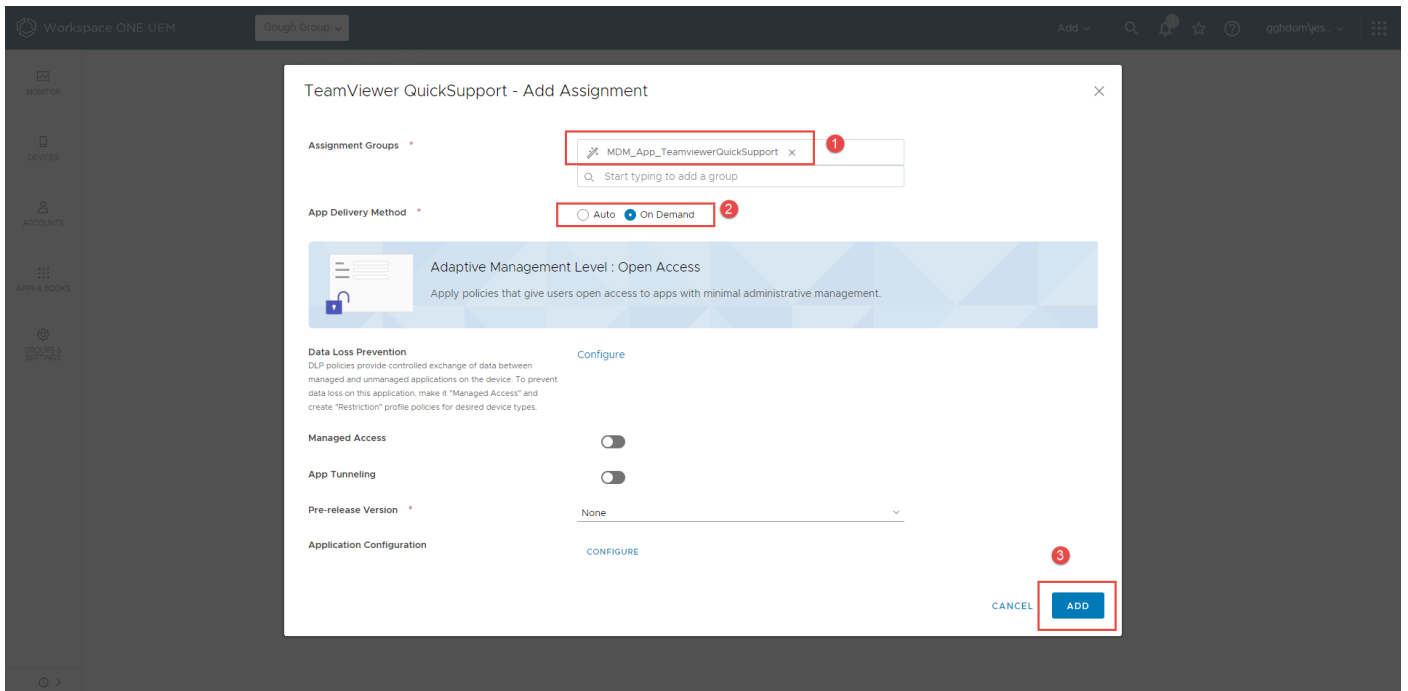 Workspace ONE UEM
Gough Group
Add
gghdom\jes...
MONITOR
DEVICES
ACCOUNTS
APPS & BOOKS
GROUPS &
SETTINGS
TeamViewer QuickSupport - Add Assignment
Assignment Groups *
MDM_App_TeamviewerQuickSupport
1
Start typing to add a group
App Delivery Method *
Auto On Demand
2
Adaptive Management Level : Open Access
Apply policies that give users open access to apps with minimal administrative management.
Data Loss Prevention
Configure
DLP policies provide controlled exchange of data between
managed and unmanaged applications on the device. To prevent
data loss on this application, make it "Managed Access" and
create "Restriction" profile policies for desired device types.
Managed Access
App Tunneling
Pre-release Version *
None
Application Configuration
CONFIGURE
3
CANCEL
ADD